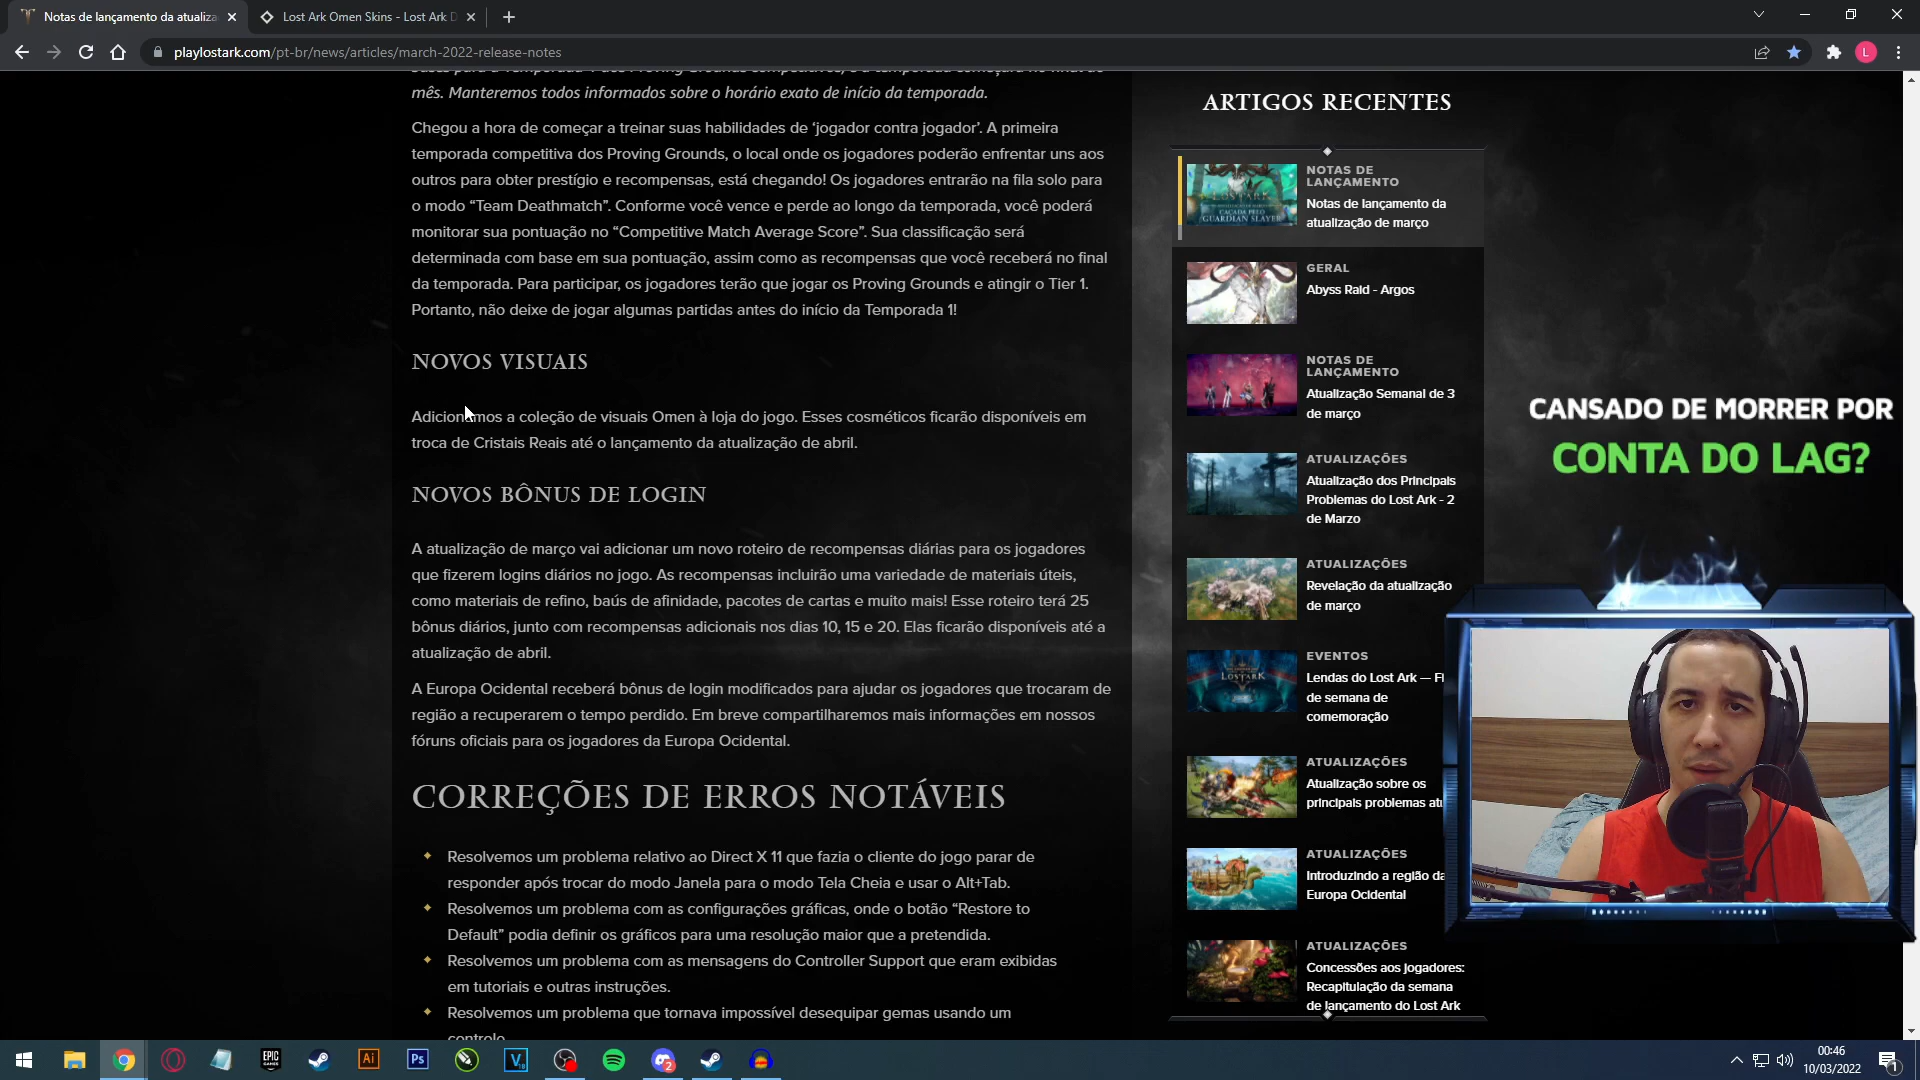 Notas de lançamento da atualiza
Lost Ark Omen Skins - Lost Ark D
playlostark.com/pt-br/news/articles/march-2022-release-notes
L
mês. Manteremos todos informados sobre o horário exato de início da temporada.
Chegou a hora de começar a treinar suas habilidades de ‘jogador contra jogador’. A primeira
temporada competitiva dos Proving Grounds, o local onde os jogadores poderão enfrentar uns aos
outros para obter prestígio e recompensas, está chegando! Os jogadores entrarão na fila solo para
o modo “Team Deathmatch”. Conforme você vence e perde ao longo da temporada, você poderá
monitorar sua pontuação no “Competitive Match Average Score”. Sua classificação será
determinada com base em sua pontuação, assim como as recompensas que você receberá no final
da temporada. Para participar, os jogadores terão que jogar os Proving Grounds e atingir o Tier 1.
Portanto, não deixe de jogar algumas partidas antes do início da Temporada 1!
NOVOS VISUAIS
Adicionamos a coleção de visuais Omen à loja do jogo. Esses cosméticos ficarão disponíveis em
troca de Cristais Reais até o lançamento da atualização de abril.
NOVOS BÔNUS DE LOGIN
A atualização de março vai adicionar um novo roteiro de recompensas diárias para os jogadores
que fizerem logins diários no jogo. As recompensas incluirão uma variedade de materiais úteis,
como materiais de refino, baús de afinidade, pacotes de cartas e muito mais! Esse roteiro terá 25
bônus diários, junto com recompensas adicionais nos dias 10, 15 e 20. Elas ficarão disponíveis até a
atualização de abril.
A Europa Ocidental receberá bônus de login modificados para ajudar os jogadores que trocaram de
região a recuperarem o tempo perdido. Em breve compartilharemos mais informações em nossos
fóruns oficiais para os jogadores da Europa Ocidental.
CORREÇÕES DE ERROS NOTÁVEIS
Resolvemos um problema relativo ao Direct X 11 que fazia o cliente do jogo parar de
responder após trocar do modo Janela para o modo Tela Cheia e usar o Alt+Tab.
Resolvemos um problema com as configurações gráficas, onde o botão “Restore to
Default” podia definir os gráficos para uma resolução maior que a pretendida.
Resolvemos um problema com as mensagens do Controller Support que eram exibidas
em tutoriais e outras instruções.
Resolvemos um problema que tornava impossível desequipar gemas usando um
controle
ARTIGOS RECENTES
LOST ARK
CAÇADA PELO
GUARDIAN SLAYER
NOTAS DE
LANÇAMENTO
Notas de lançamento da
atualização de março
GERAL
Abyss Raid - Argos
NOTAS DE
LANÇAMENTO
Atualização Semanal de 3
de março
ATUALIZAÇÕES
Atualização dos Principais
Problemas do Lost Ark - 2
de Marzo
ATUALIZAÇÕES
Revelação da atualização
de março
LOST ARK
EVENTOS
Lendas do Lost Ark — Fi
de semana de
comemoração
ATUALIZAÇÕES
Atualização sobre os
principais problemas atu
ATUALIZAÇÕES
Introduzindo a região da
Europa Ocidental
ATUALIZAÇÕES
Concessões aos jogadores:
Recapitulação da semana
de lançamento do Lost Ark
CANSADO DE MORRER POR
CONTA DO LAG?
EPIC
GAMES
Ai
Ps
V
2
00:46
10/03/2022
1